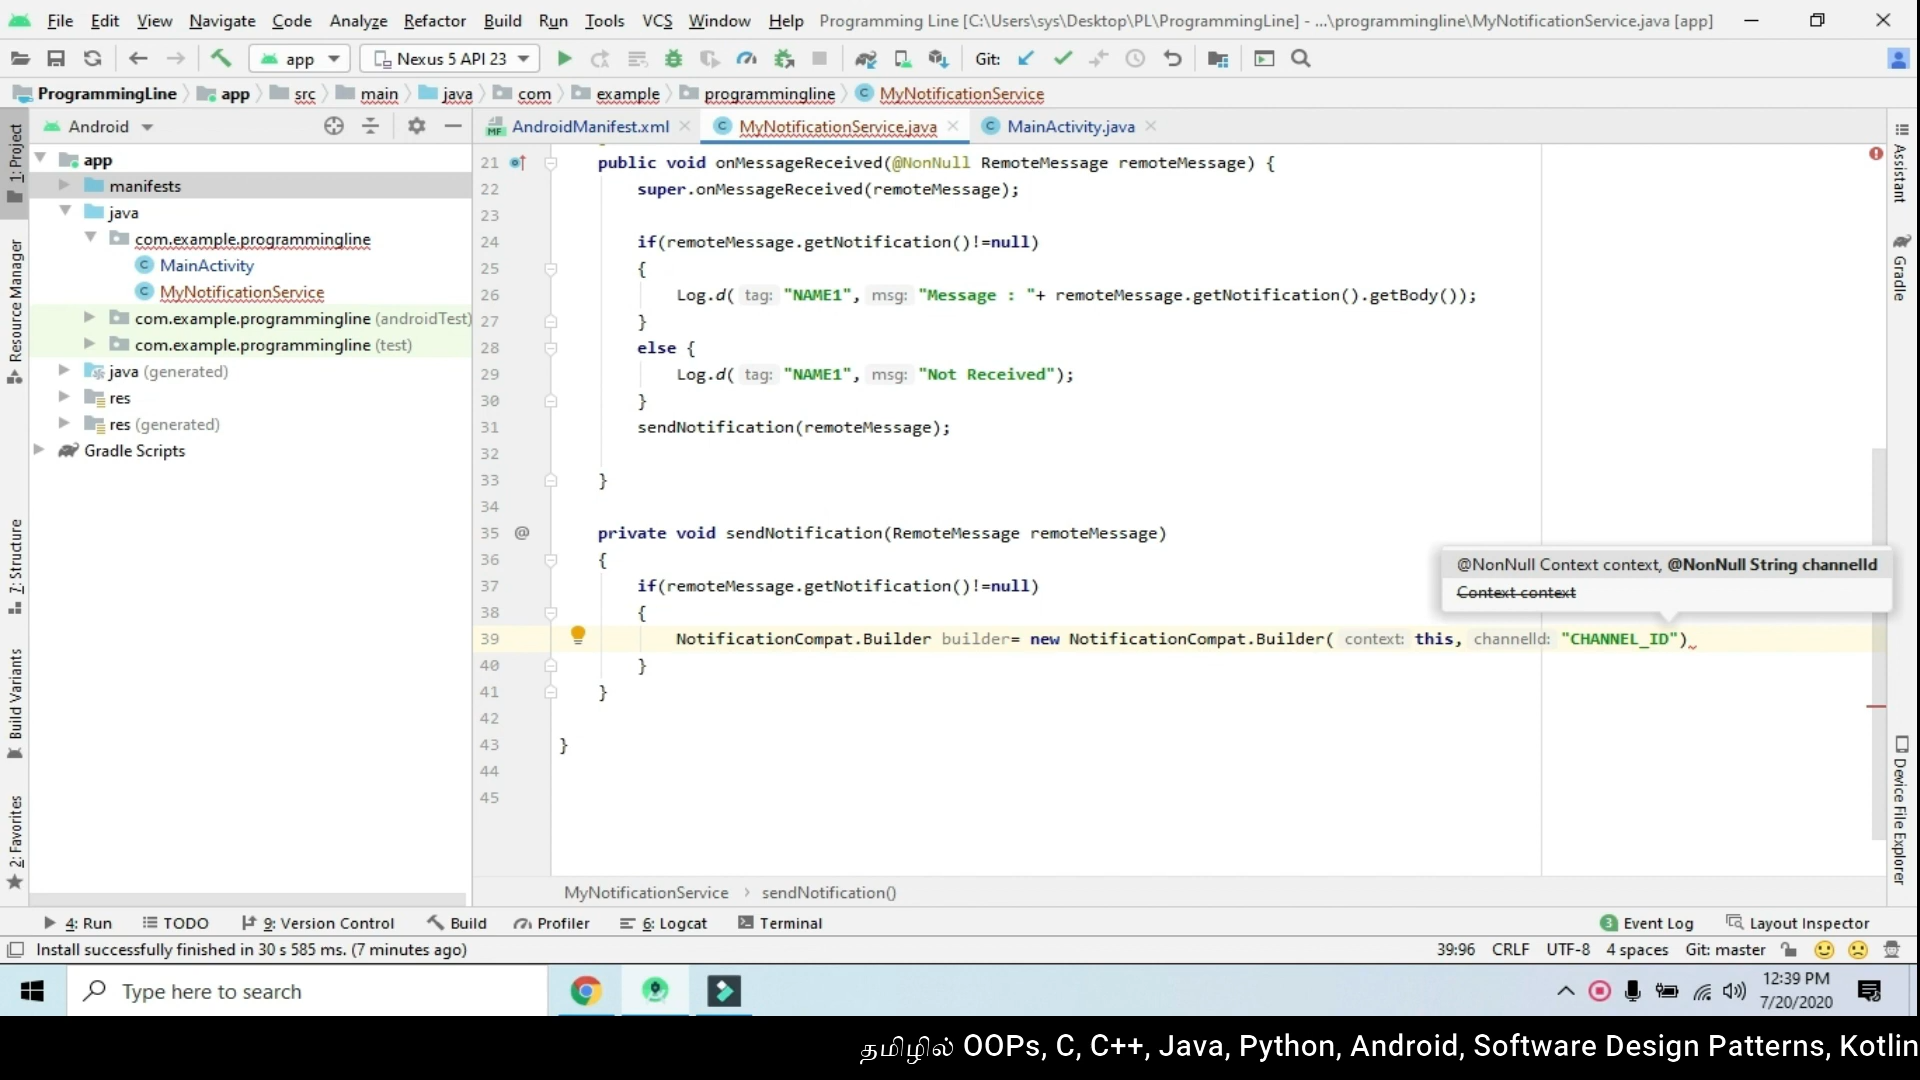 File Edit View Navigate Code Analyze Refactor Build Run Tools VCS Window Help Programming Line [C:\Users\sys\Desktop\PL\ProgrammingLine] - ...\programmingline\MyNotificationService.java [app]
app Nexus 5 API 23 Git:
ProgrammingLine app src main java com example programmingline MyNotificationService
Android
AndroidManifest.xml MyNotificationService.java MainActivity.java
1: Project
Resource Manager
7: Structure
Build Variants
2: Favorites
app
manifests
java
com.example.programmingline
MainActivity
MyNotificationService
com.example.programmingline (androidTest)
com.example.programmingline (test)
java (generated)
res
res (generated)
Gradle Scripts
21 public void onMessageReceived(@NonNull RemoteMessage remoteMessage) {
22 super.onMessageReceived(remoteMessage);
23
24 if(remoteMessage.getNotification()!=null)
25 {
26 Log.d( tag: "NAME1", msg: "Message : "+ remoteMessage.getNotification().getBody());
27 }
28 else {
29 Log.d( tag: "NAME1", msg: "Not Received");
30 }
31 sendNotification(remoteMessage);
32
33 }
34
35 @ private void sendNotification(RemoteMessage remoteMessage)
36 {
37 if(remoteMessage.getNotification()!=null)
38 {
39 NotificationCompat.Builder builder= new NotificationCompat.Builder( context: this, channelId: "CHANNEL_ID")
40 }
41 }
42
43 }
44
45
@NonNull Context context, @NonNull String channelId
Context context
Assistant
Gradle
Device File Explorer
MyNotificationService › sendNotification()
4: Run TODO 9: Version Control Build Profiler 6: Logcat Terminal 3 Event Log Layout Inspector
Install successfully finished in 30 s 585 ms. (7 minutes ago) 39:96 CRLF UTF-8 4 spaces Git: master
Type here to search
12:39 PM
7/20/2020
தமிழில் OOPs, C, C++, Java, Python, Android, Software Design Patterns, Kotlin